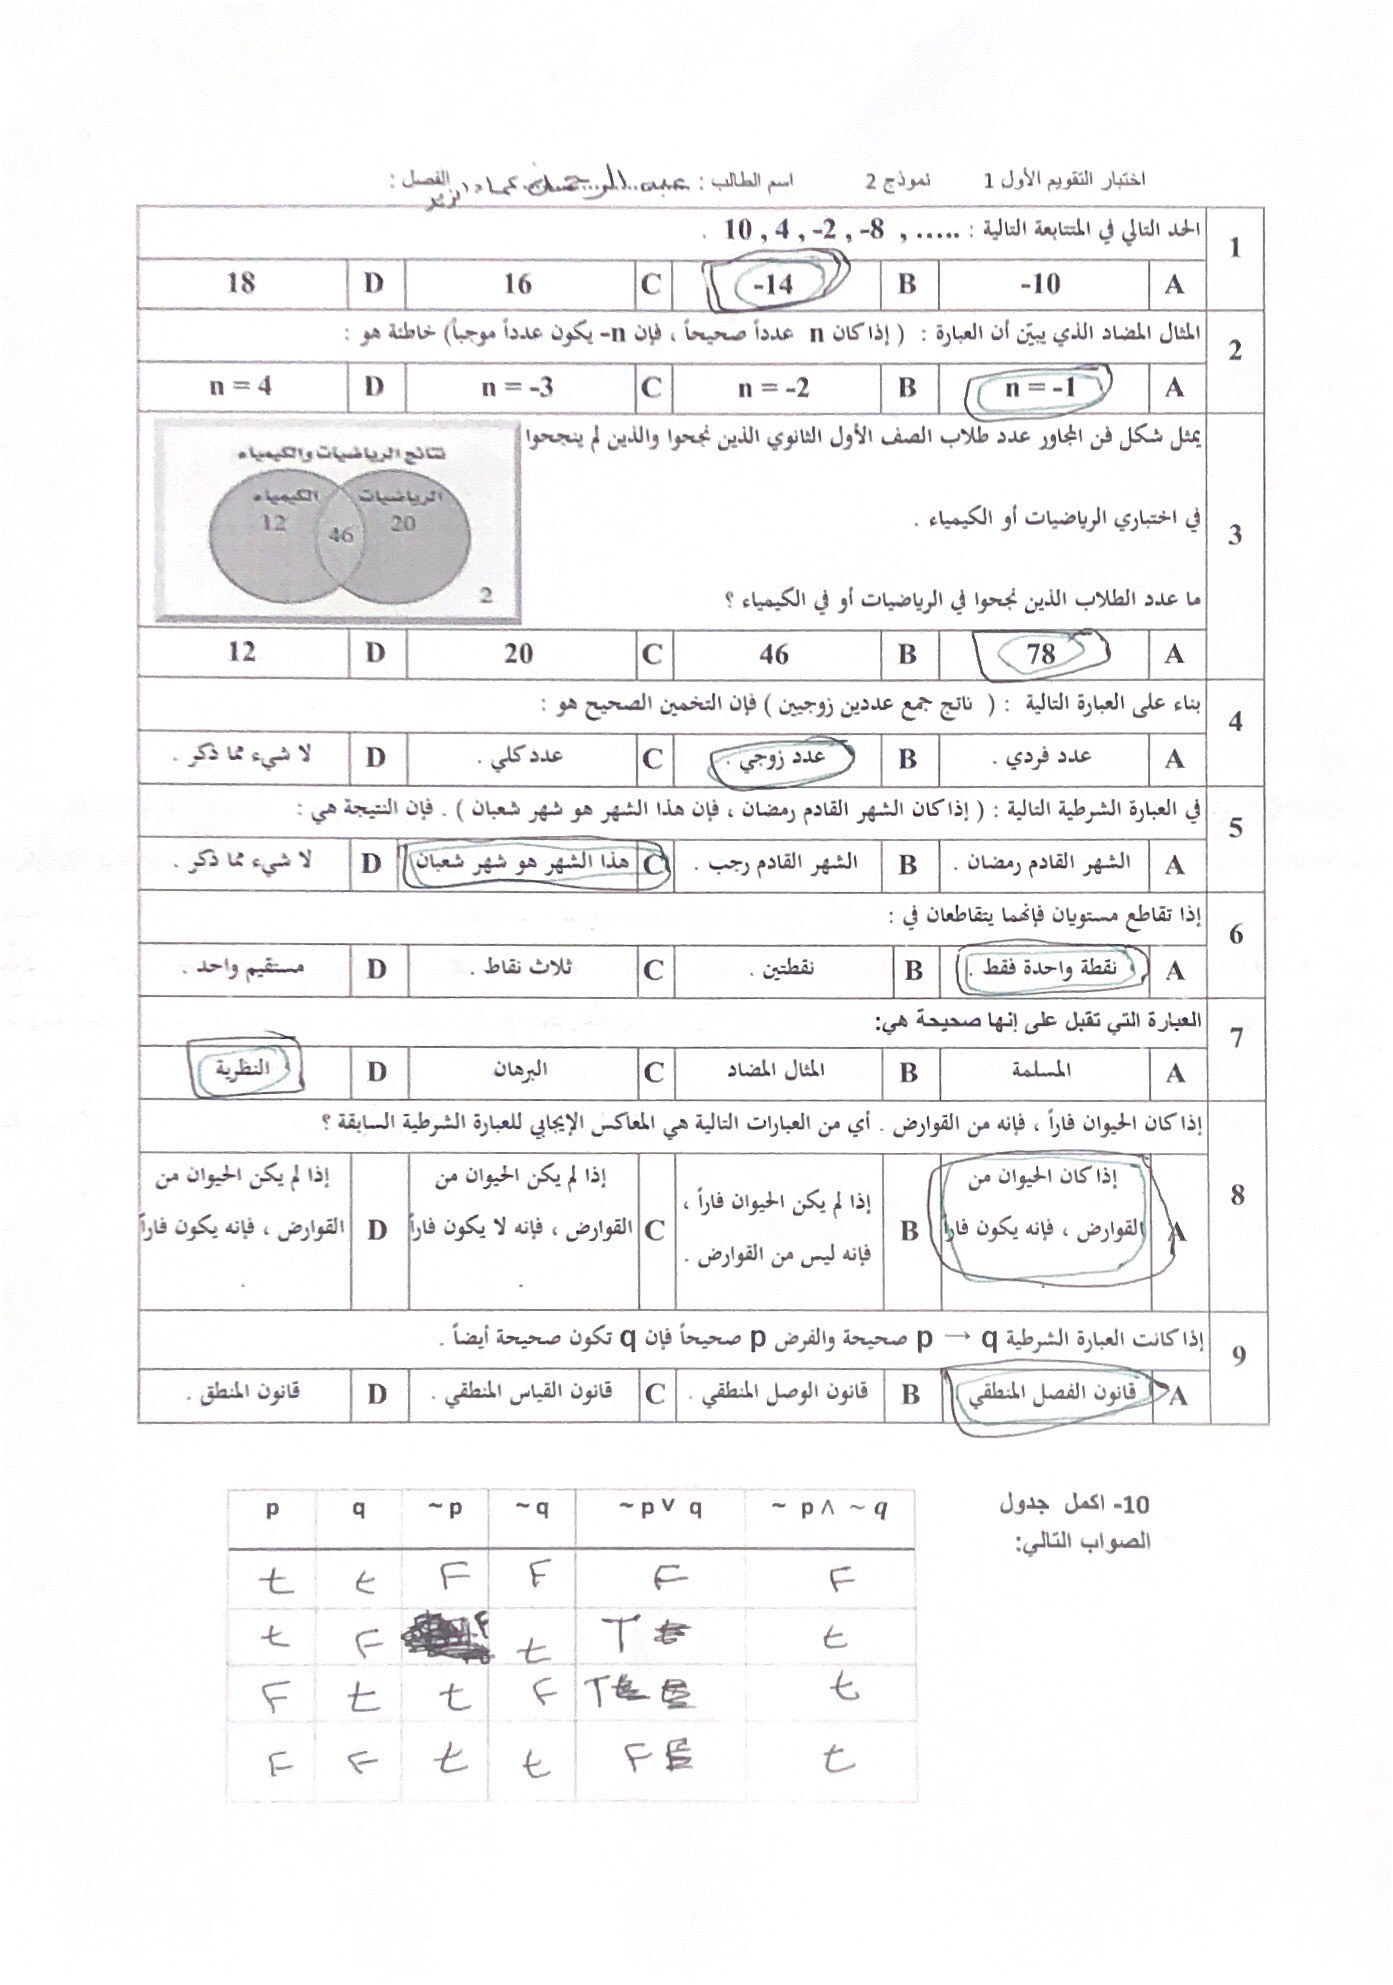 اختبار التقويم الأول 1 نموذج 2 اسم الطالب : عبد الرحمن عماد الفصل :
1 الحد التالي في المتتابعة التالية : ..... , 10 , 4 , -2 , -8 .
A -10 B -14 C 16 D 18
2 المثال المضاد الذي يبيّن أن العبارة : ( إذا كان n عدداً صحيحاً ، فإن n- يكون عدداً موجباً) خاطئة هو :
A n = -1 B n = -2 C n = -3 D n = 4
3 يمثل شكل فن المجاور عدد طلاب الصف الأول الثانوي الذين نجحوا والذين لم ينجحوا
في اختباري الرياضيات أو الكيمياء .
ما عدد الطلاب الذين نجحوا في الرياضيات أو في الكيمياء ؟
نتائج الرياضيات والكيمياء
الرياضيات الكيمياء
20 46 12
2
A 78 B 46 C 20 D 12
4 بناء على العبارة التالية : ( ناتج جمع عددين زوجيين ) فإن التخمين الصحيح هو :
A عدد فردي . B عدد زوجي . C عدد كلي . D لا شيء مما ذكر .
5 في العبارة الشرطية التالية : ( إذا كان الشهر القادم رمضان ، فإن هذا الشهر هو شهر شعبان ) . فإن النتيجة هي :
A الشهر القادم رمضان . B الشهر القادم رجب . C هذا الشهر هو شهر شعبان D لا شيء مما ذكر .
6 إذا تقاطع مستويان فإنهما يتقاطعان في :
A نقطة واحدة فقط . B نقطتين . C ثلاث نقاط . D مستقيم واحد .
7 العبارة التي تقبل على إنها صحيحة هي:
A المسلمة B المثال المضاد C البرهان D النظرية
8 إذا كان الحيوان فاراً ، فإنه من القوارض . أي من العبارات التالية هي المعاكس الإيجابي للعبارة الشرطية السابقة ؟
A إذا كان الحيوان من
القوارض ، فإنه يكون فاراً
B إذا لم يكن الحيوان فاراً ،
فإنه ليس من القوارض .
C إذا لم يكن الحيوان من
القوارض ، فإنه لا يكون فاراً
.
D إذا لم يكن الحيوان من
القوارض ، فإنه يكون فاراً
.
9 إذا كانت العبارة الشرطية p → q صحيحة والفرض p صحيحاً فإن q تكون صحيحة أيضاً .
A قانون الفصل المنطقي B قانون الوصل المنطقي . C قانون القياس المنطقي . D قانون المنطق .
10- اكمل جدول
الصواب التالي:
p q ~p ~q ~p∨ q ~ p∧ ~q
t t F F F F
t F F t T t
F t t F T t
F F t t F t